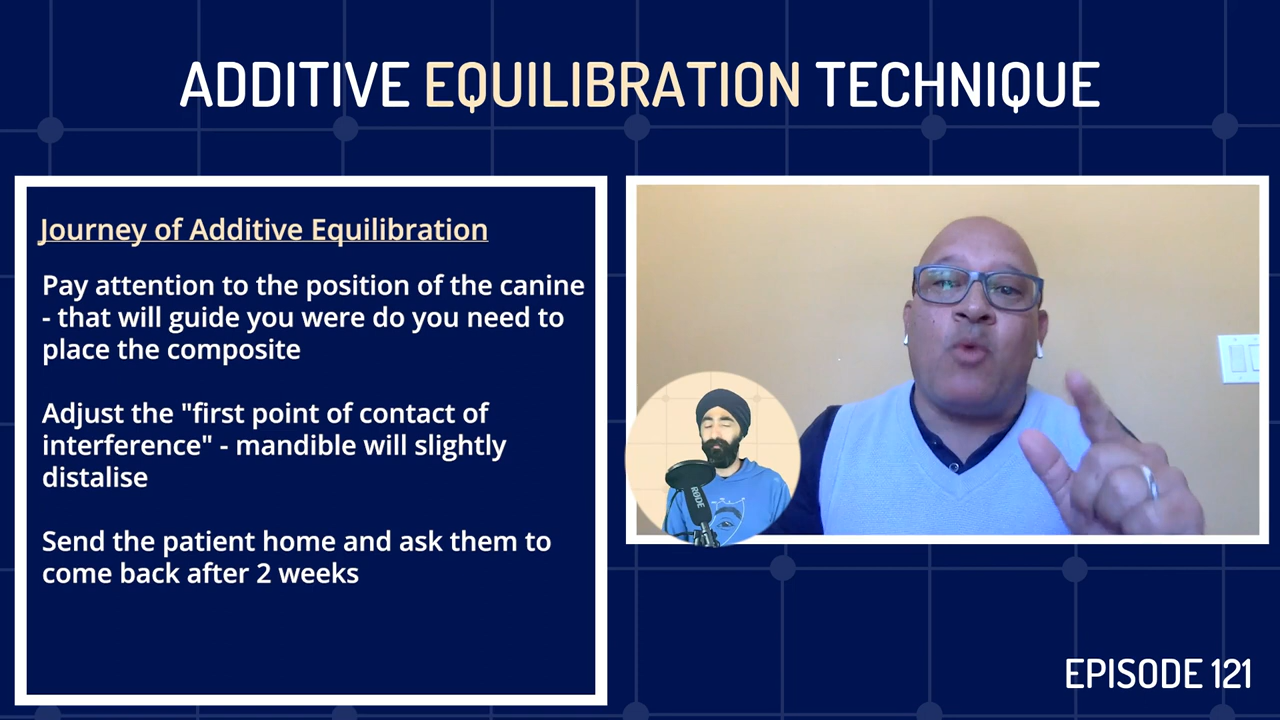 ADDITIVE EQUILIBRATION TECHNIQUE
Journey of Additive Equilibration
Pay attention to the position of the canine
- that will guide you were do you need to
place the composite
Adjust the "first point of contact of
interference" - mandible will slightly
distalise
Send the patient home and ask them to
come back after 2 weeks
RØDE
EPISODE 121